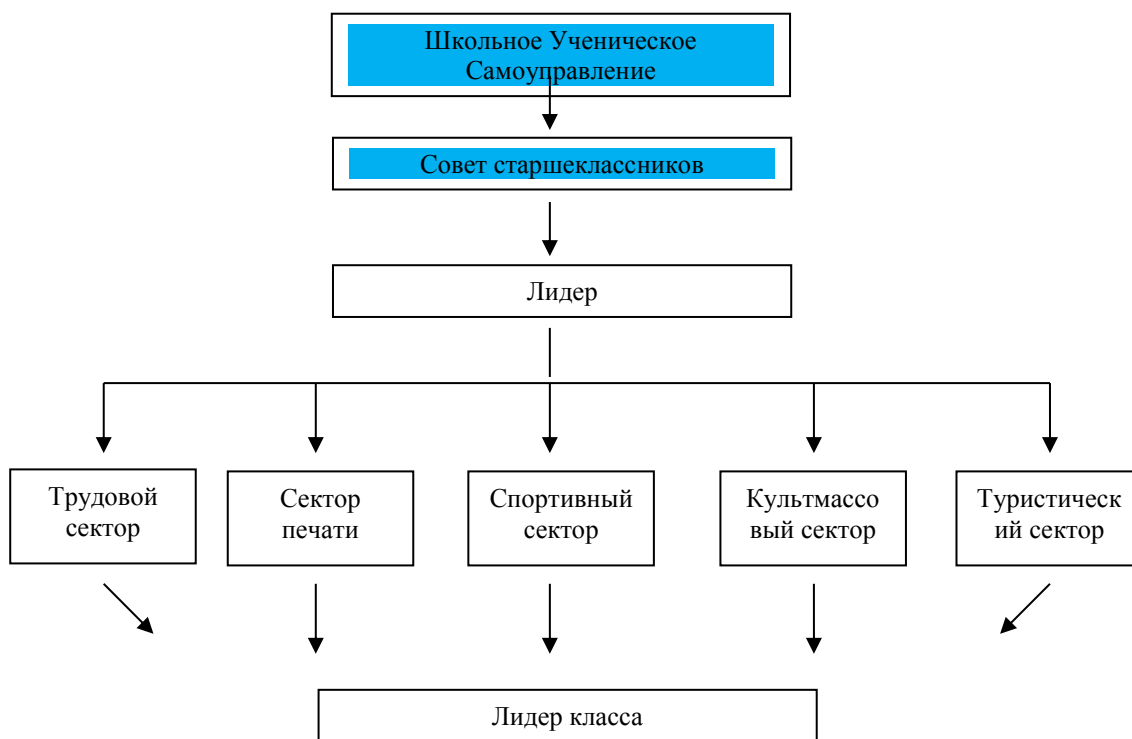 Школьное Ученическое
Самоуправление
Совет старшеклассников
Лидер
Трудовой
сектор
Сектор
печати
Спортивный
сектор
Культмассо
вый сектор
Туристическ
ий сектор
Лидер класса